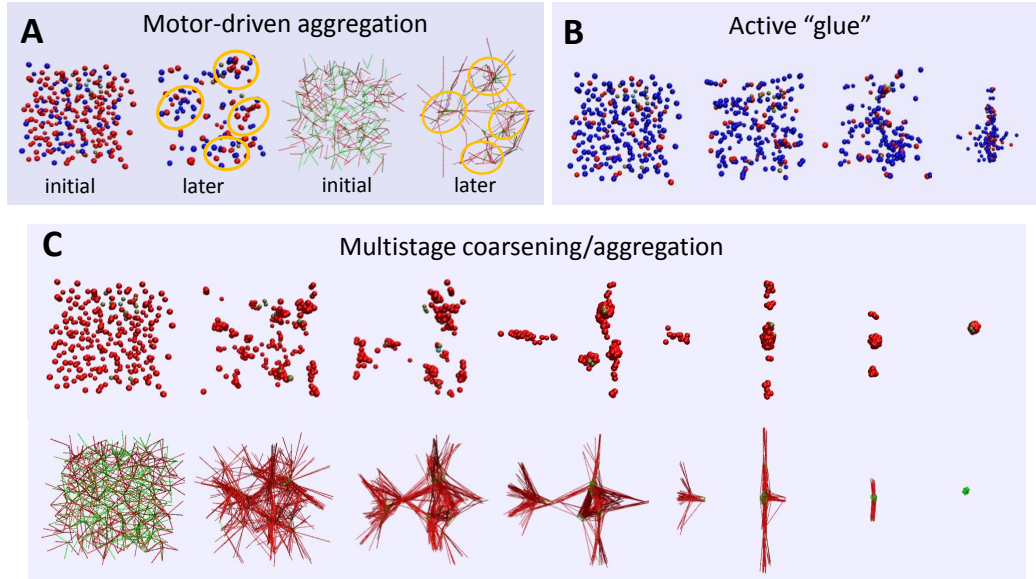 A
Motor-driven aggregation
initial
later
initial
later
B
Active “glue”
C
Multistage coarsening/aggregation